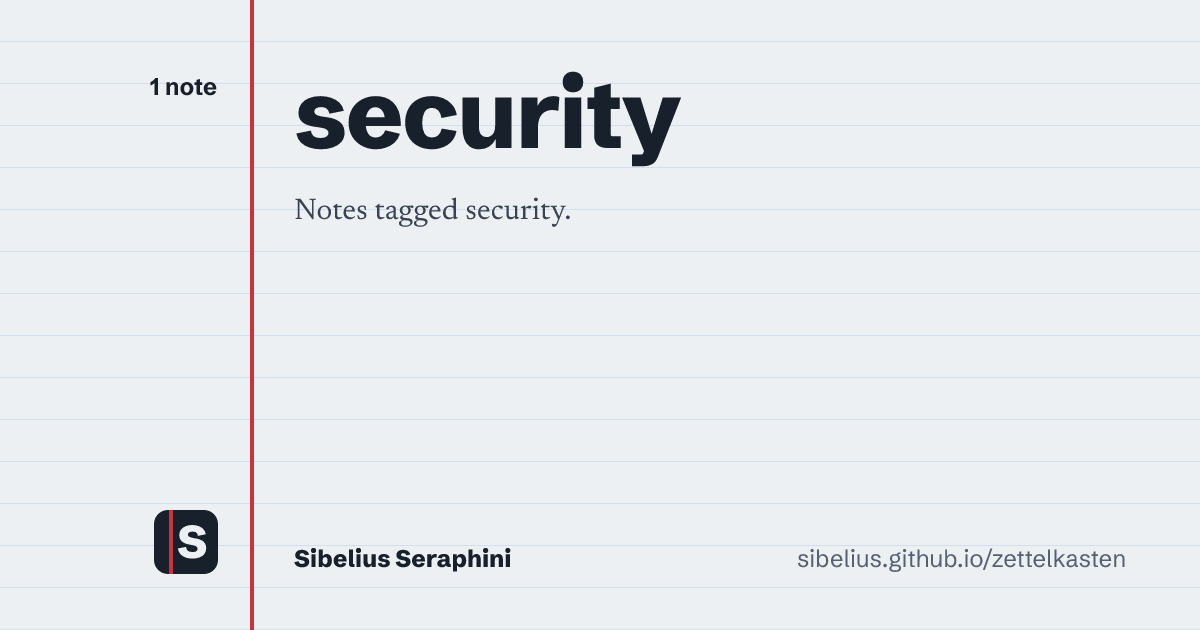 1 note
security
Notes tagged security.
S
Sibelius Seraphini
sibelius.github.io/zettelkasten